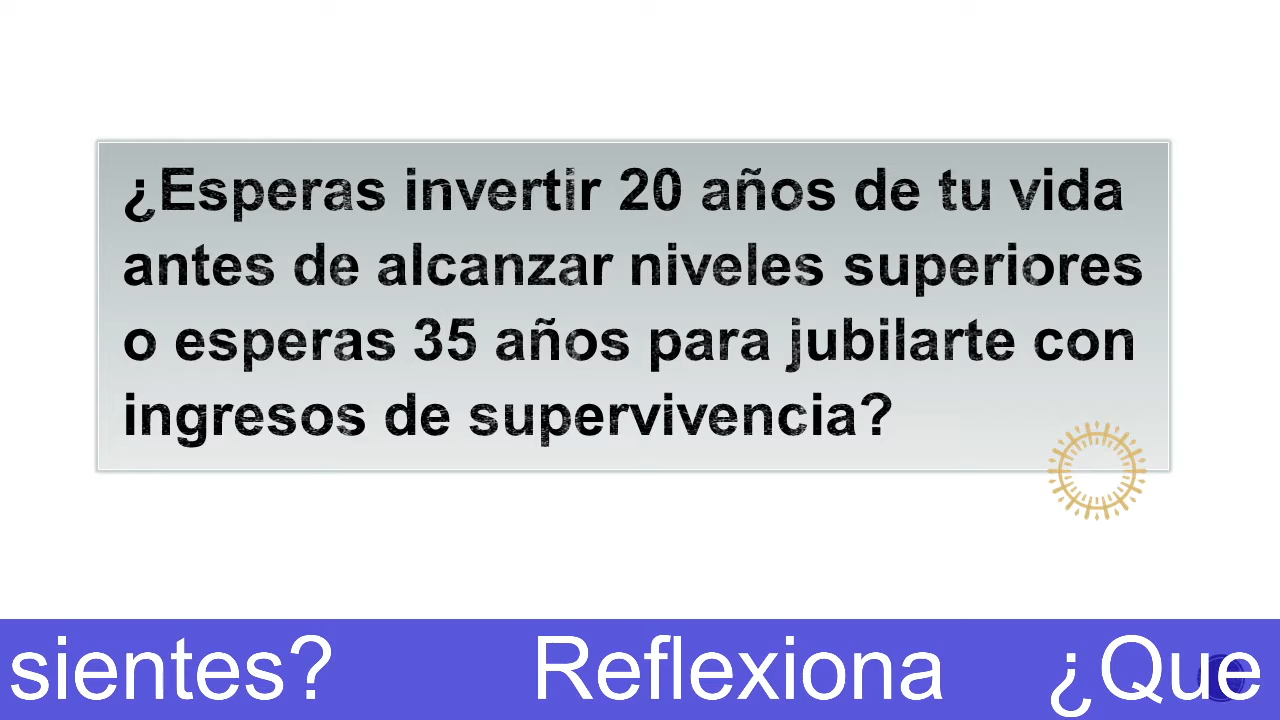 ¿Esperas invertir 20 años de tu vida
antes de alcanzar niveles superiores
o esperas 35 años para jubilarte con
ingresos de supervivencia?
sientes? Reflexiona ¿Que